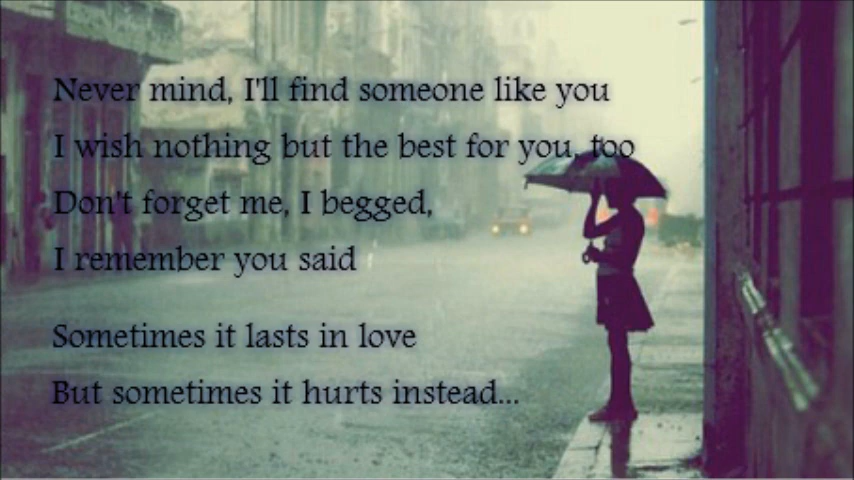 Never mind, I'll find someone like you
I wish nothing but the best for you, too
Don't forget me, I begged,
I remember you said
Sometimes it lasts in love
But sometimes it hurts instead...